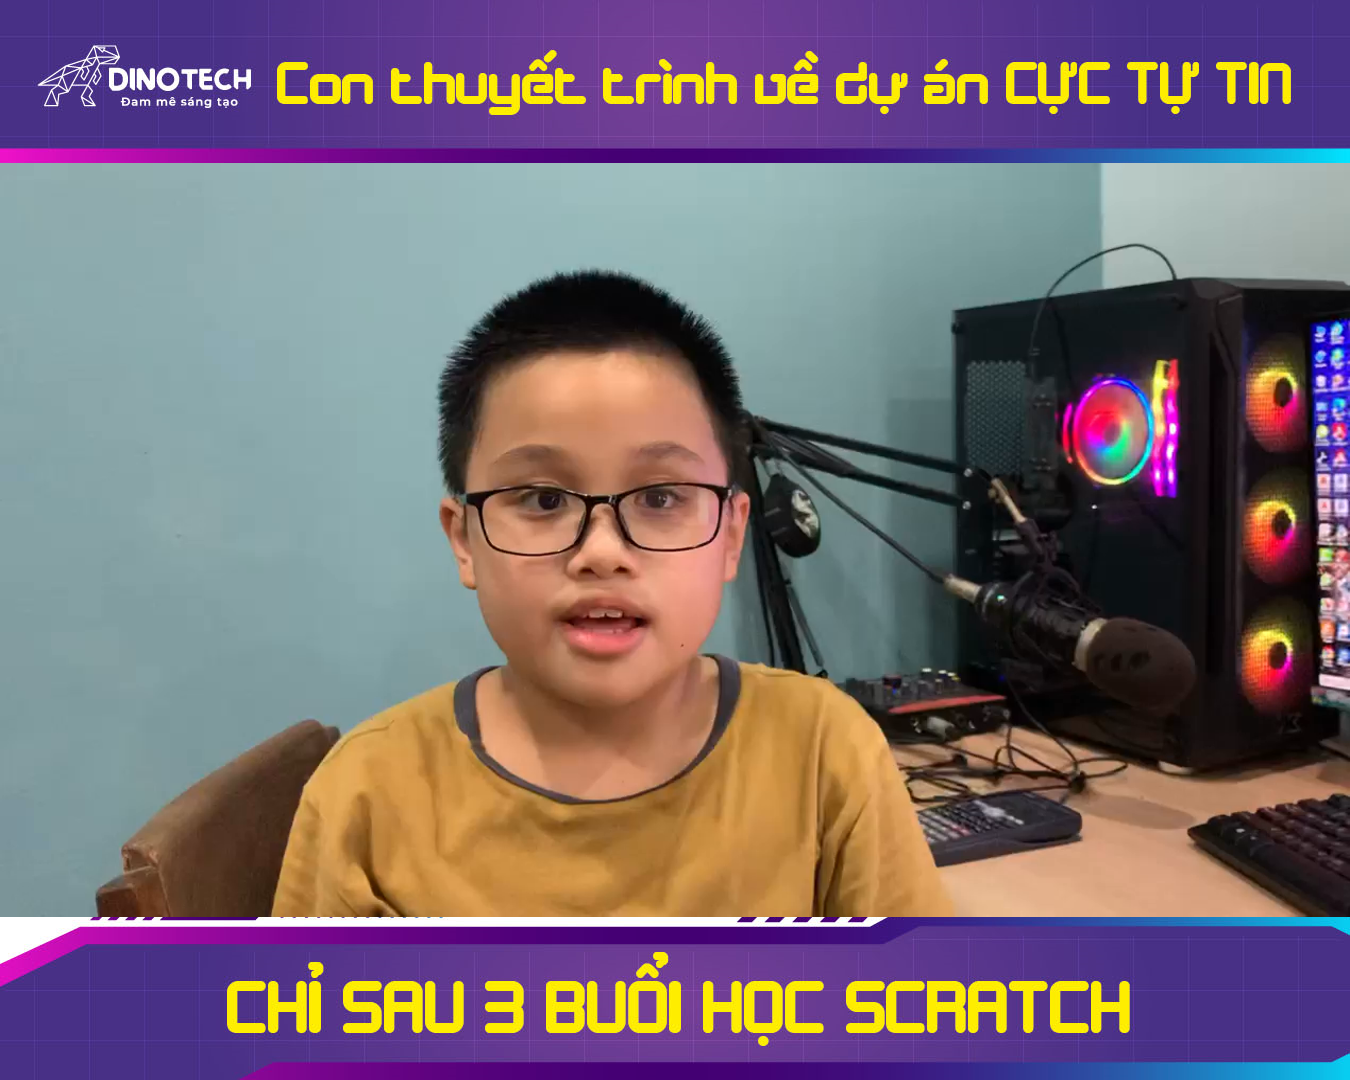 DINOTECH
Đam mê sáng tạo
Con thuyết trình về dự án CỰC TỰ TIN
CHỈ SAU 3 BUỔI HỌC SCRATCH